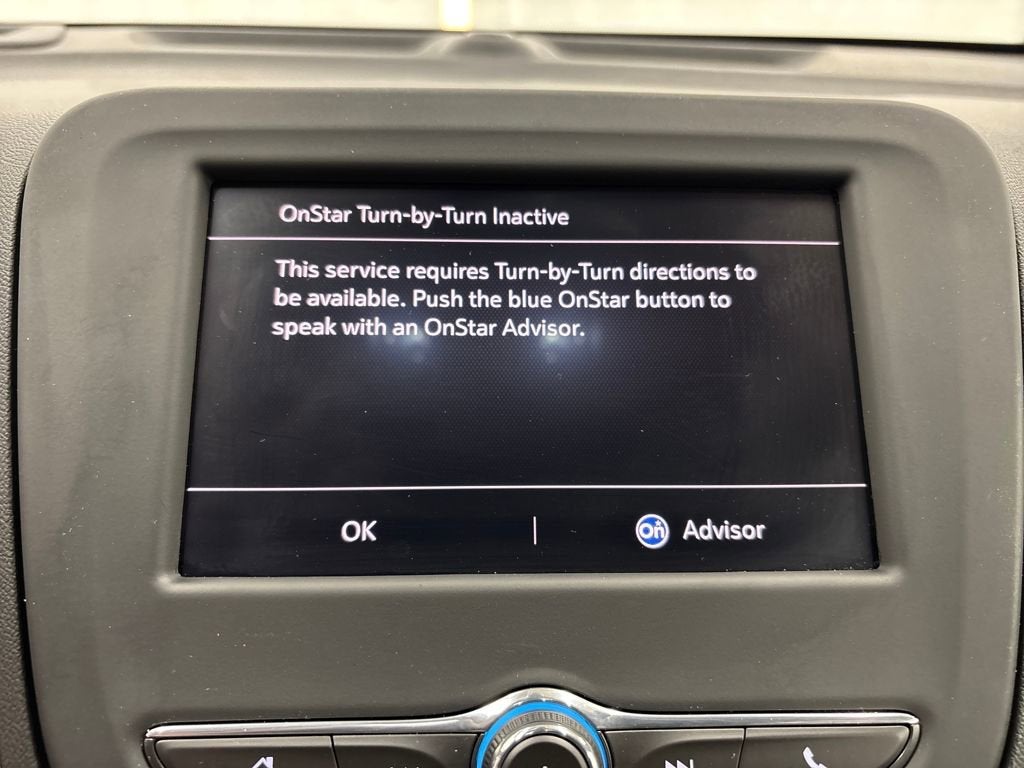 OnStar Turn-by-Turn Inactive
This service requires Turn-by-Turn directions to
be available. Push the blue OnStar button to
speak with an OnStar Advisor.
OK
On Advisor